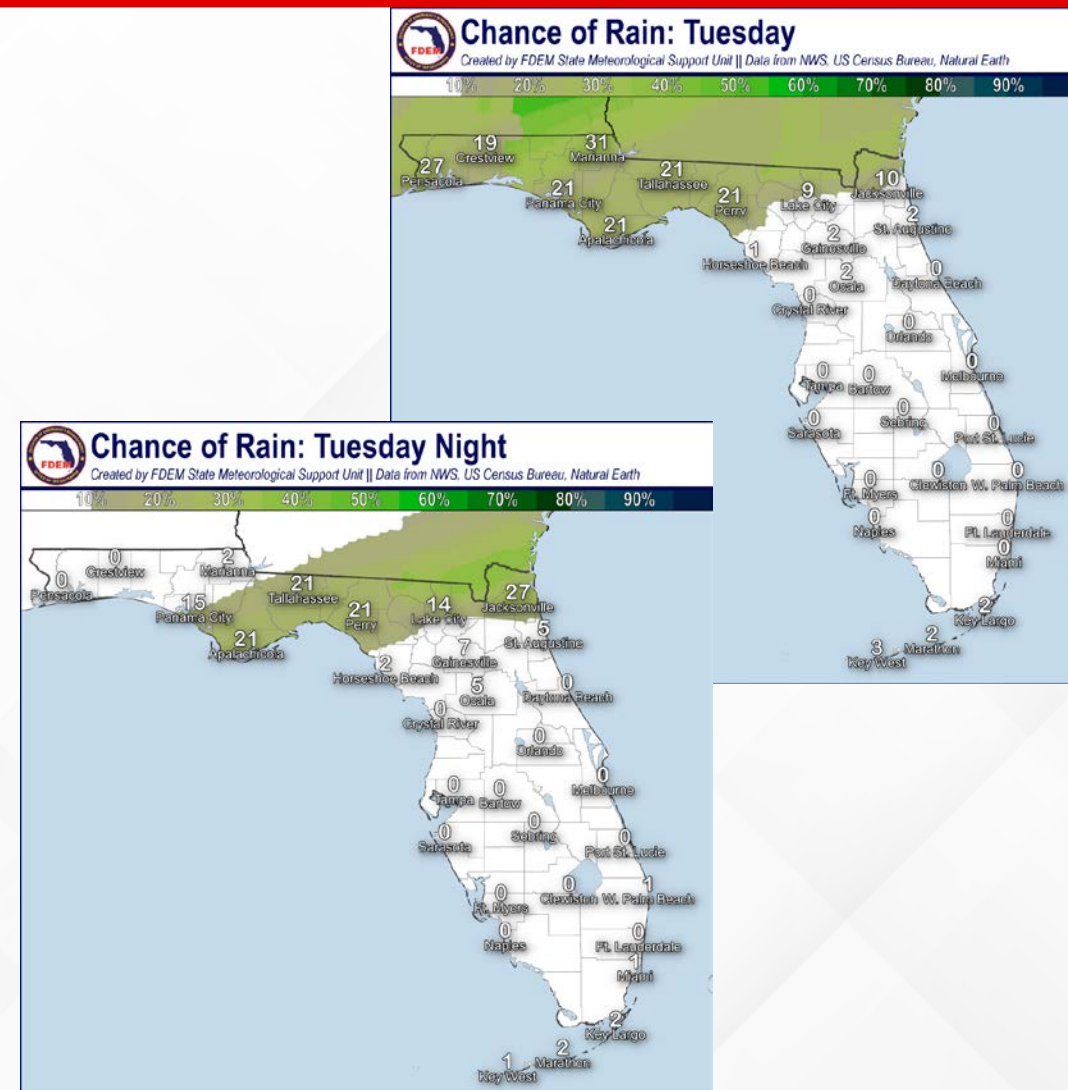 FDEM
Chance of Rain: Tuesday
Created by FDEM State Meteorological Support Unit || Data from NWS, US Census Bureau, Natural Earth
10% 20% 30% 40% 50% 60% 70% 80% 90%
19
Crestview
31
Marianna
27
Pensacola
21
Tallahassee
10
Jacksonville
21
Panama City
21
Perry
9
Lake City
2
St. Augustine
21
Apalachicola
2
Gainesville
1
Horseshoe Beach
2
Ocala
0
Daytona Beach
0
Crystal River
0
Orlando
0
Melbourne
0
Tampa
0
Bartow
0
Sebring
0
Sarasota
0
Port St. Lucie
0
Ft. Myers
0
Clewiston
0
W. Palm Beach
0
Naples
0
Ft. Lauderdale
0
Miami
2
Key Largo
2
Marathon
3
Key West
FDEM
Chance of Rain: Tuesday Night
Created by FDEM State Meteorological Support Unit || Data from NWS, US Census Bureau, Natural Earth
10% 20% 30% 40% 50% 60% 70% 80% 90%
0
Crestview
2
Marianna
0
Pensacola
21
Tallahassee
27
Jacksonville
15
Panama City
21
Perry
14
Lake City
5
St. Augustine
21
Apalachicola
7
Gainesville
2
Horseshoe Beach
5
Ocala
0
Daytona Beach
0
Crystal River
0
Orlando
0
Melbourne
0
Tampa
0
Bartow
0
Sebring
0
Sarasota
0
Port St. Lucie
0
Ft. Myers
0
Clewiston
1
W. Palm Beach
0
Naples
0
Ft. Lauderdale
1
Miami
2
Key Largo
2
Marathon
1
Key West